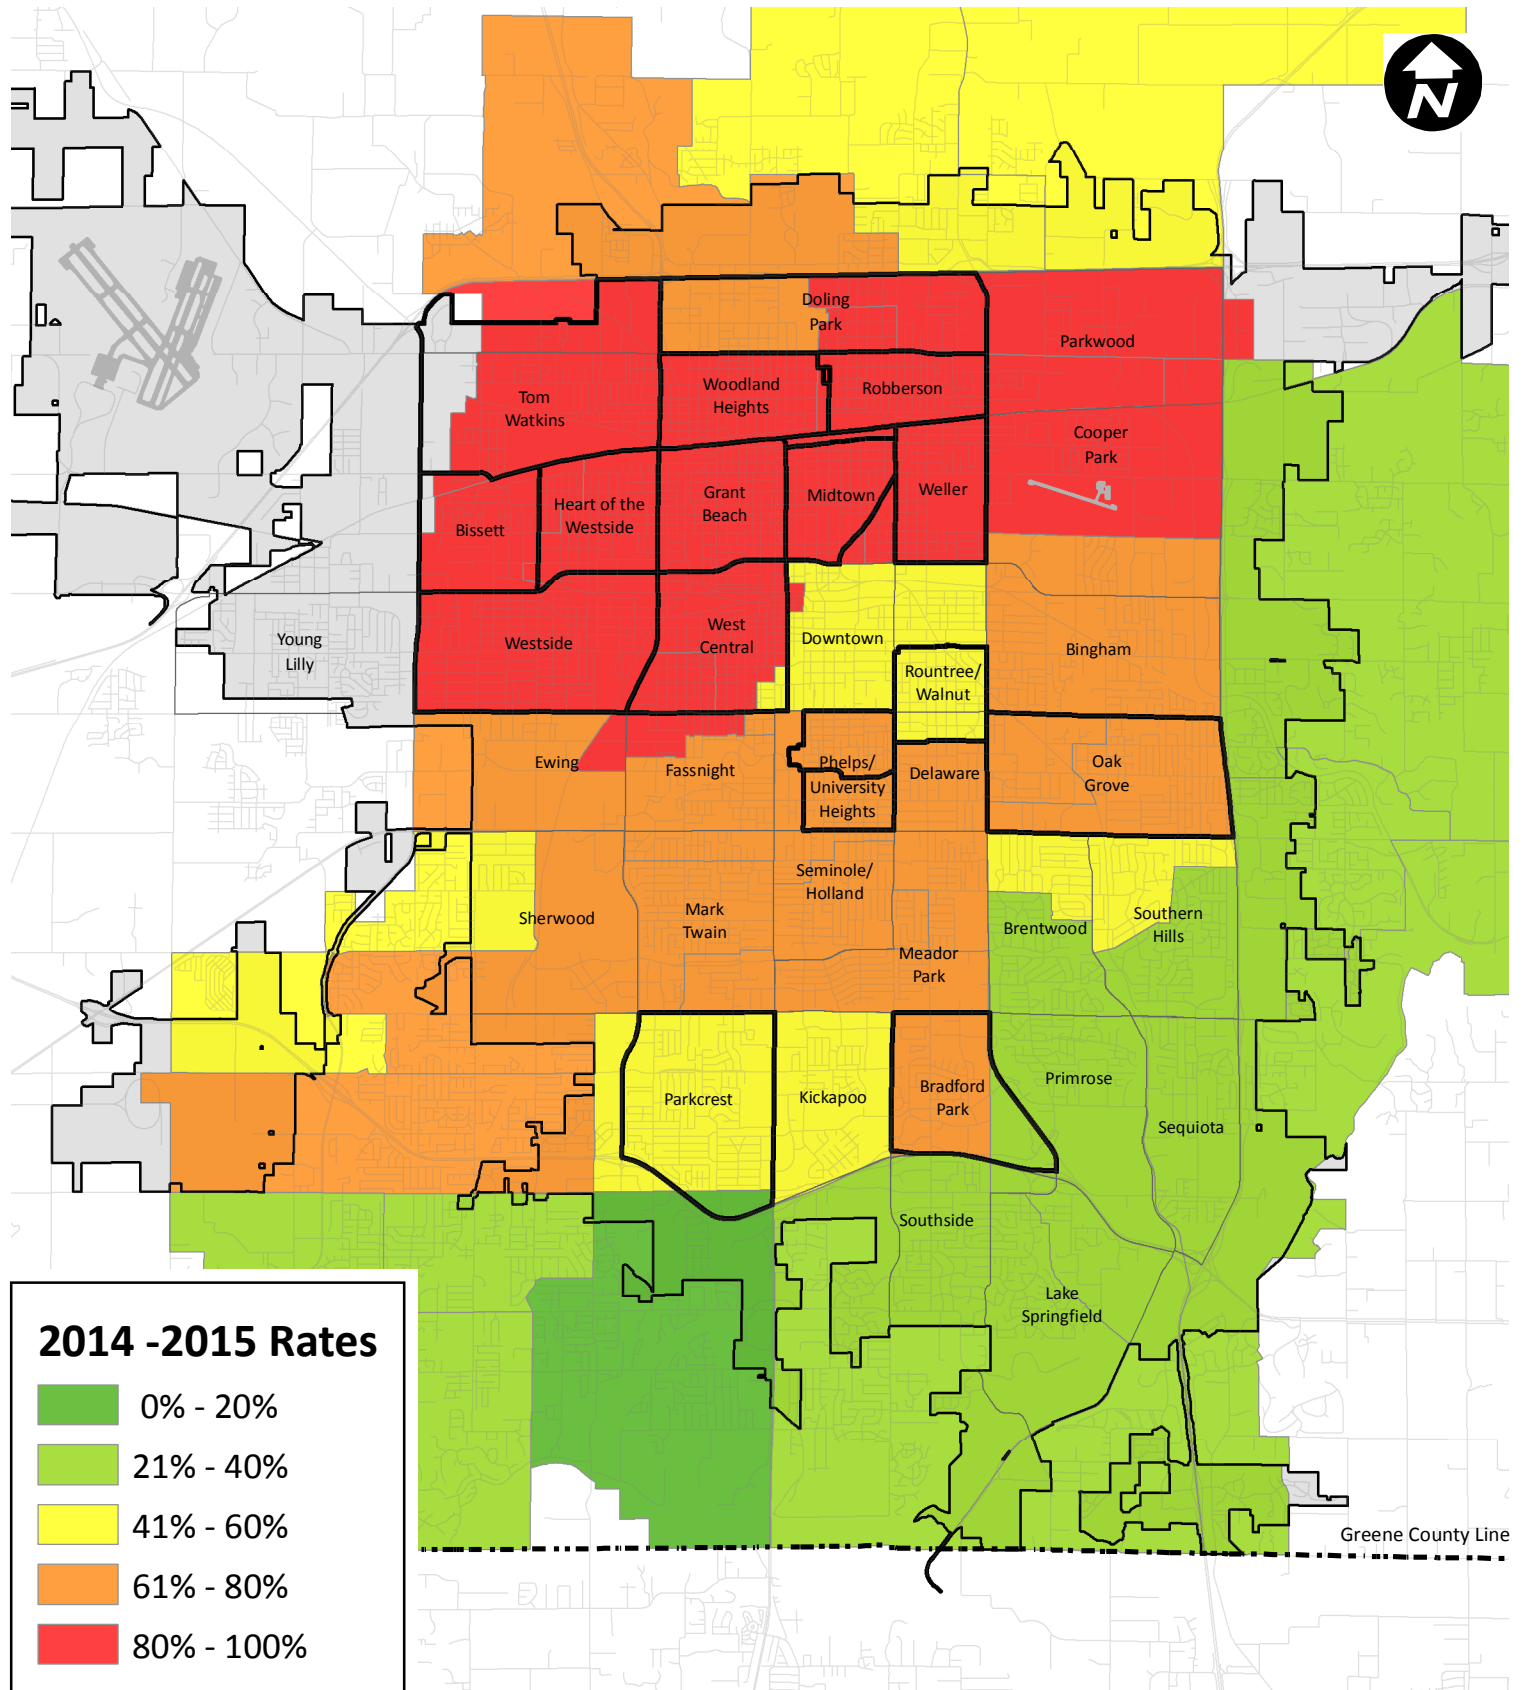 N
Doling
Park
Parkwood
Woodland
Heights
Robberson
Tom
Watkins
Cooper
Park
Grant
Beach
Midtown
Weller
Heart of the
Westside
Bissett
Young
Lilly
Westside
West
Central
Downtown
Bingham
Rountree/
Walnut
Ewing
Fassnight
Phelps/
University
Heights
Delaware
Oak
Grove
Seminole/
Holland
Sherwood
Mark
Twain
Brentwood
Southern
Hills
Meador
Park
Parkcrest
Kickapoo
Bradford
Park
Primrose
Sequiota
Southside
Lake
Springfield
2014 -2015 Rates
0% - 20%
21% - 40%
41% - 60%
61% - 80%
80% - 100%
Greene County Line